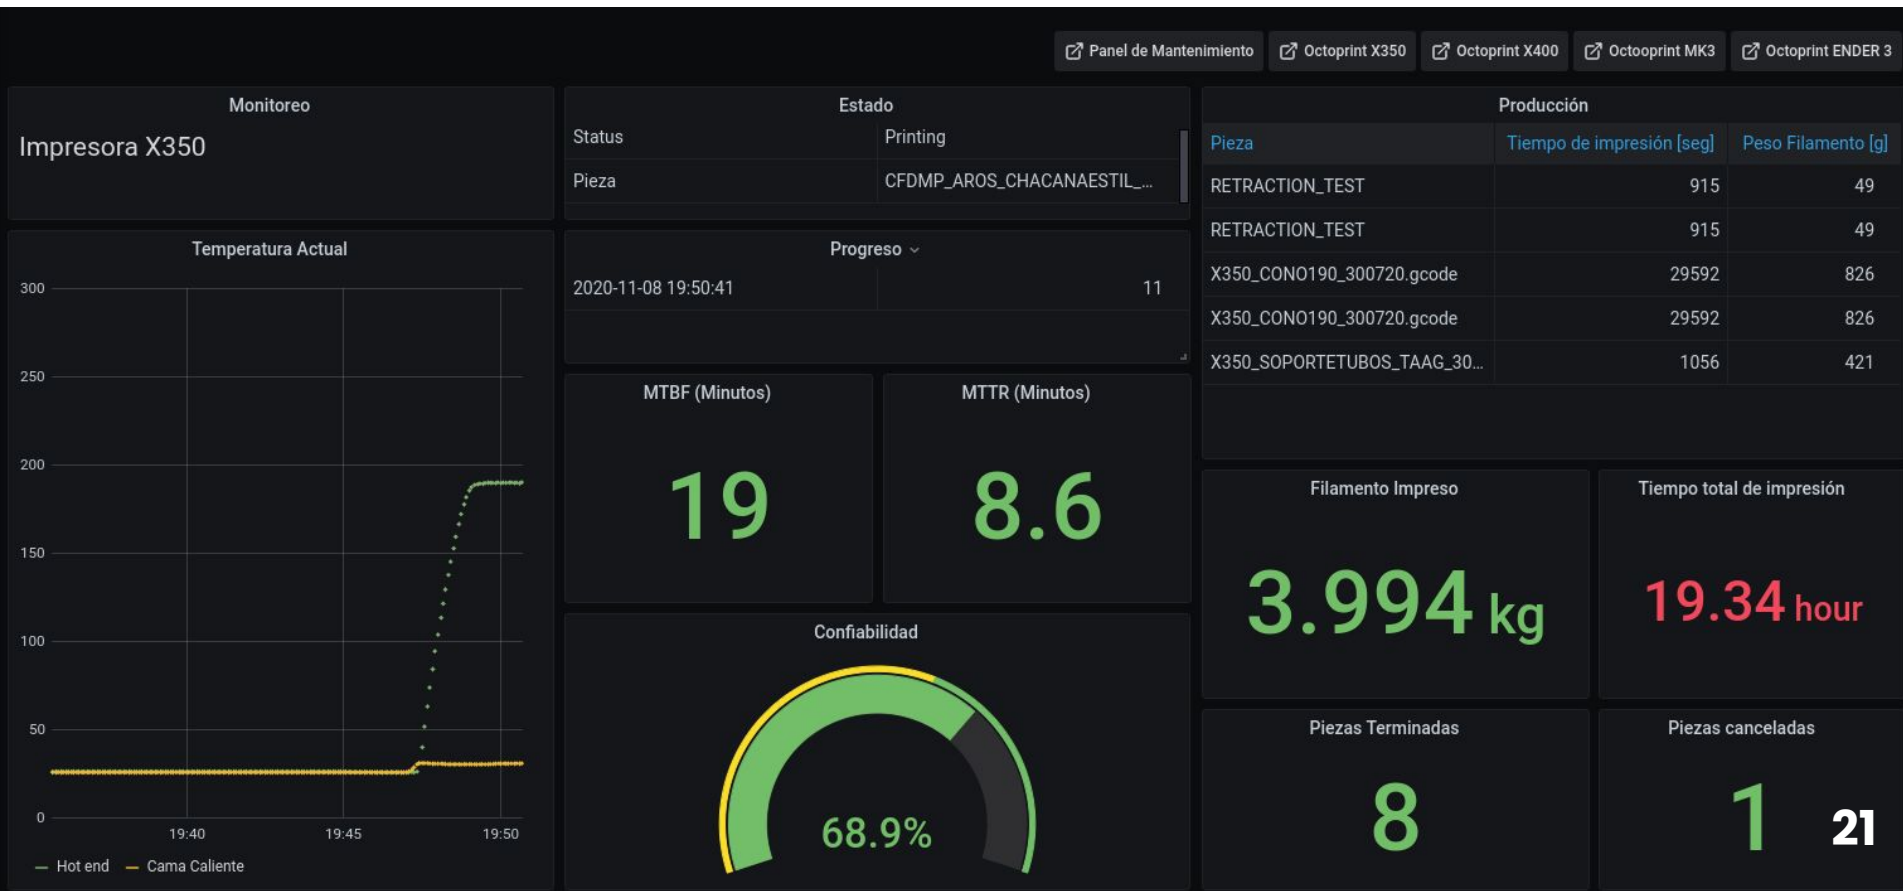 Panel de Mantenimiento Octoprint X350 Octoprint X400 Octooprint MK3 Octoprint ENDER 3
Monitoreo
Impresora X350
Estado
Status Printing
Pieza CFDMP_AROS_CHACANAESTIL_...
Producción
Pieza Tiempo de impresión [seg] Peso Filamento [g]
RETRACTION_TEST 915 49
RETRACTION_TEST 915 49
X350_CONO190_300720.gcode 29592 826
X350_CONO190_300720.gcode 29592 826
X350_SOPORTETUBOS_TAAG_30... 1056 421
Temperatura Actual
300
250
200
150
100
50
0
19:40 19:45 19:50
Hot end Cama Caliente
Progreso
2020-11-08 19:50:41 11
MTBF (Minutos)
19
MTTR (Minutos)
8.6
Confiabilidad
68.9%
Filamento Impreso
3.994 kg
Tiempo total de impresión
19.34 hour
Piezas Terminadas
8
Piezas canceladas
1
21